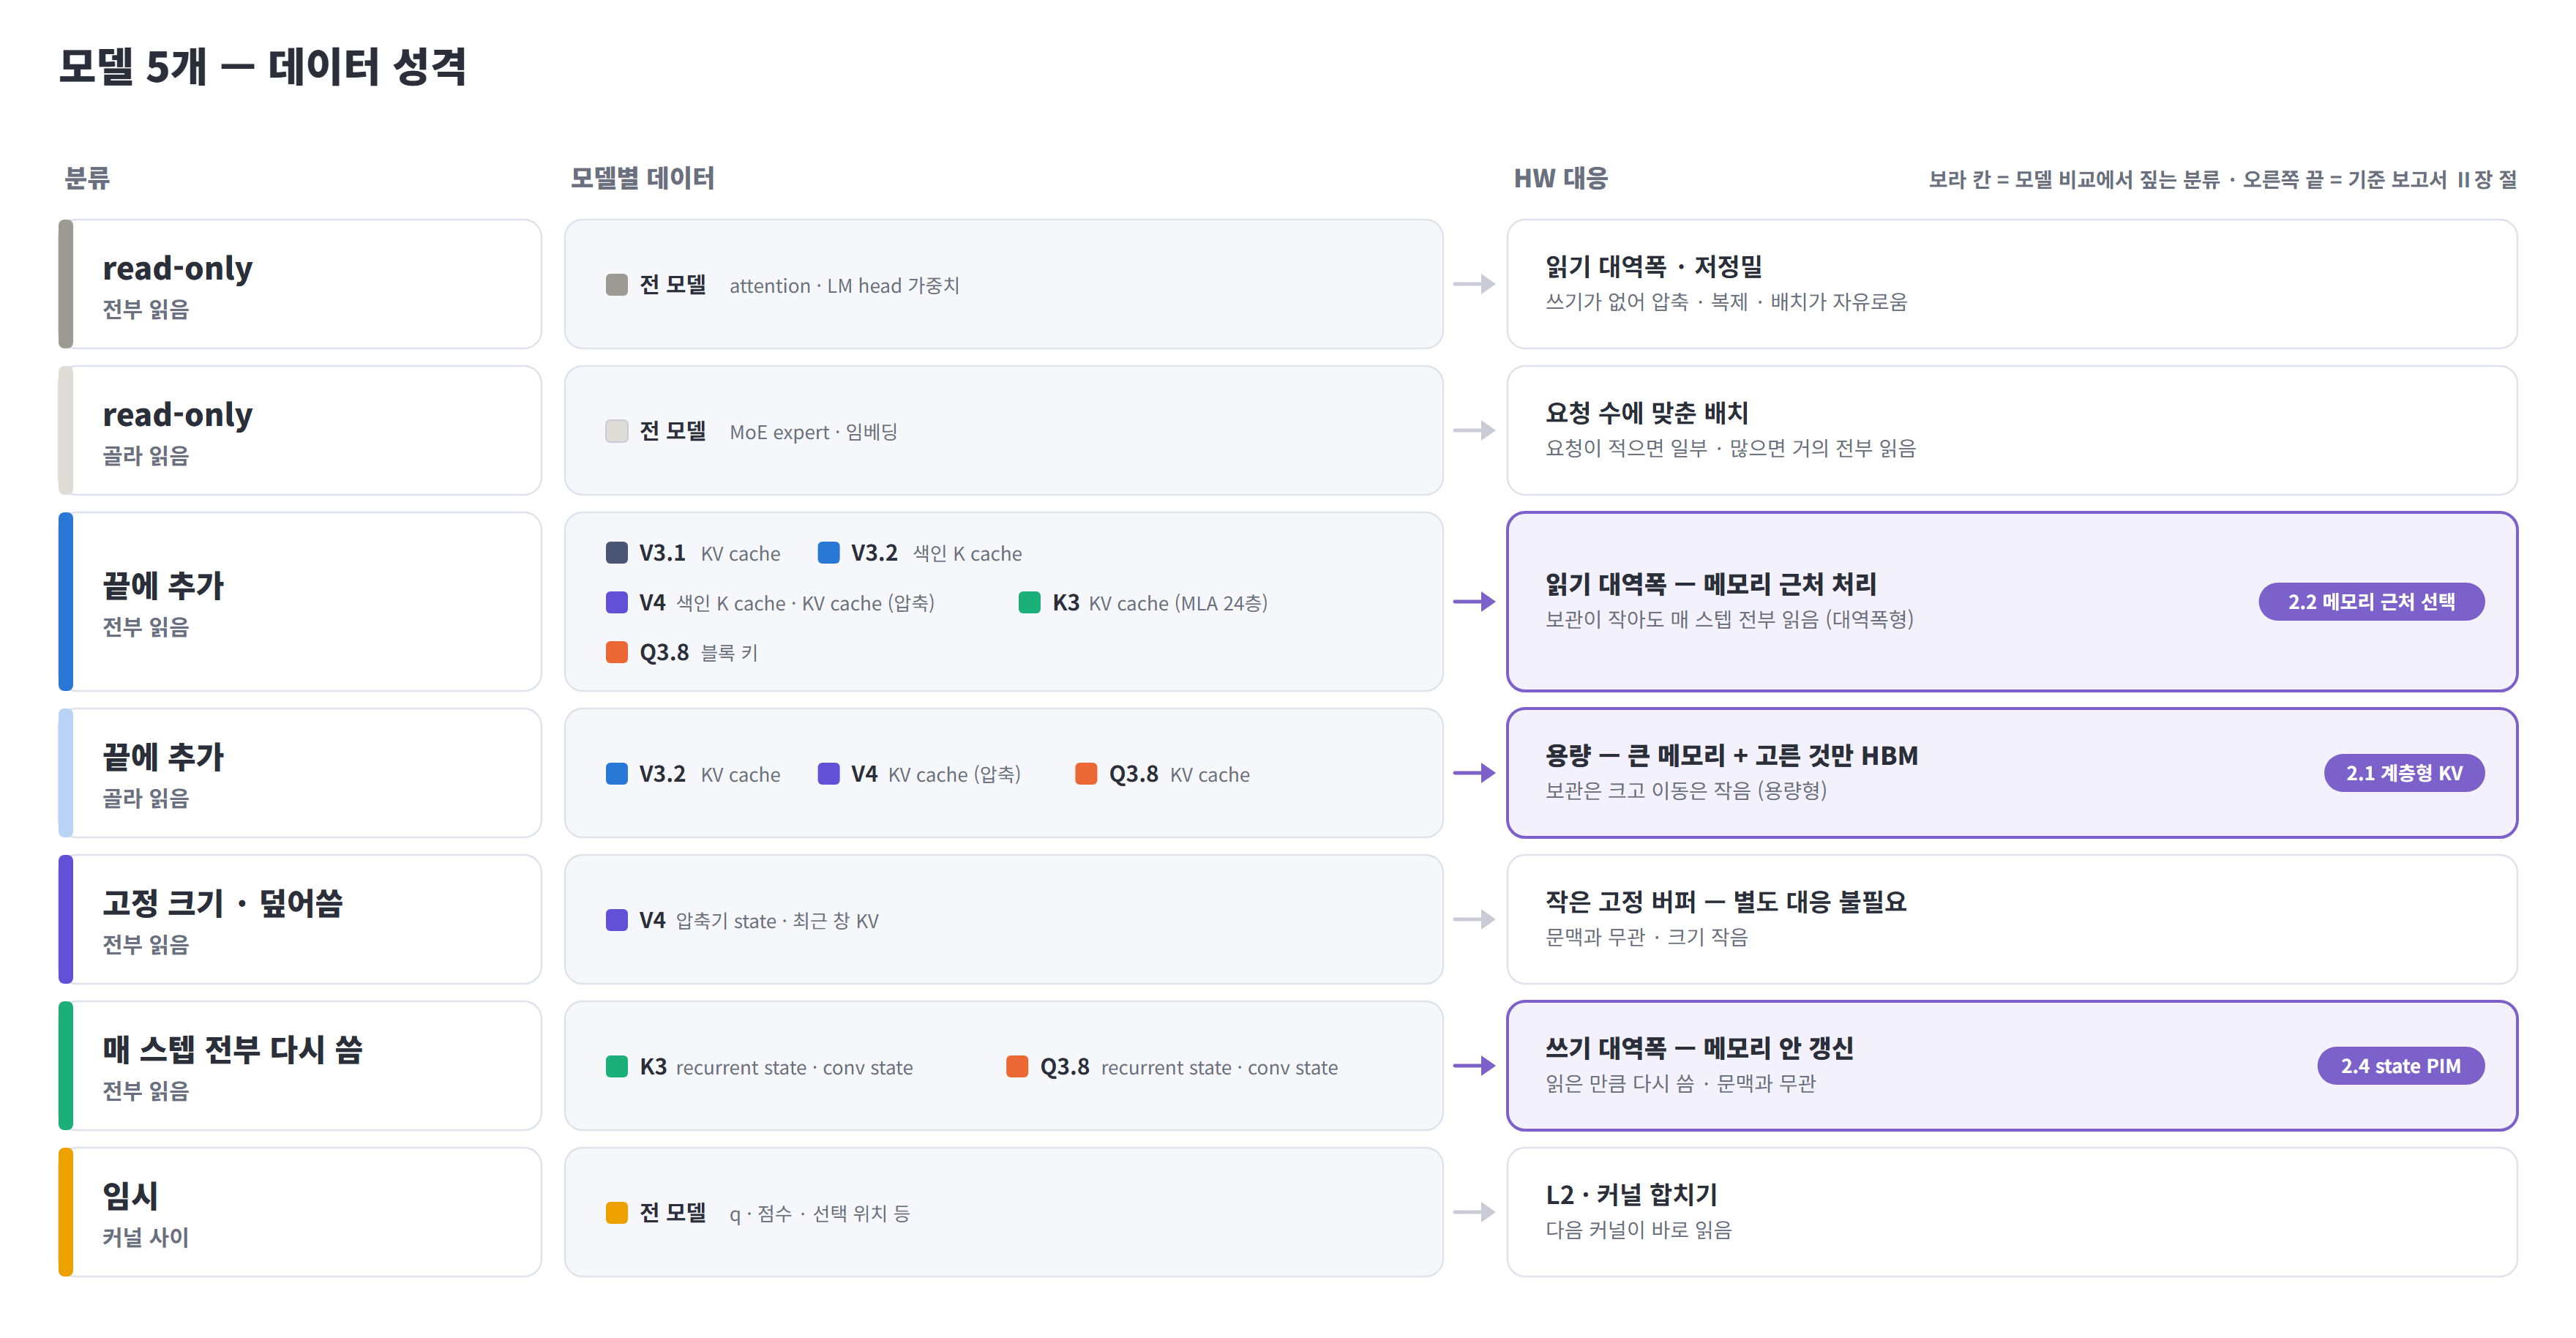 모델 5개 — 데이터 성격
분류
모델별 데이터
HW 대응
보라 칸 = 모델 비교에서 짚는 분류 · 오른쪽 끝 = 기준 보고서 II장 절
read-only
전부 읽음
전 모델 attention · LM head 가중치
읽기 대역폭 · 저정밀
쓰기가 없어 압축 · 복제 · 배치가 자유로움
read-only
골라 읽음
전 모델 MoE expert · 임베딩
요청 수에 맞춘 배치
요청이 적으면 일부 · 많으면 거의 전부 읽음
끝에 추가
전부 읽음
V3.1 KV cache V3.2 색인 K cache
V4 색인 K cache · KV cache (압축) K3 KV cache (MLA 24층)
Q3.8 블록 키
읽기 대역폭 — 메모리 근처 처리
보관이 작아도 매 스텝 전부 읽음 (대역폭형)
2.2 메모리 근처 선택
끝에 추가
골라 읽음
V3.2 KV cache V4 KV cache (압축) Q3.8 KV cache
용량 — 큰 메모리 + 고른 것만 HBM
보관은 크고 이동은 작음 (용량형)
2.1 계층형 KV
고정 크기 · 덮어씀
전부 읽음
V4 압축기 state · 최근 창 KV
작은 고정 버퍼 — 별도 대응 불필요
문맥과 무관 · 크기 작음
매 스텝 전부 다시 씀
전부 읽음
K3 recurrent state · conv state Q3.8 recurrent state · conv state
쓰기 대역폭 — 메모리 안 갱신
읽은 만큼 다시 씀 · 문맥과 무관
2.4 state PIM
임시
커널 사이
전 모델 q · 점수 · 선택 위치 등
L2 · 커널 합치기
다음 커널이 바로 읽음